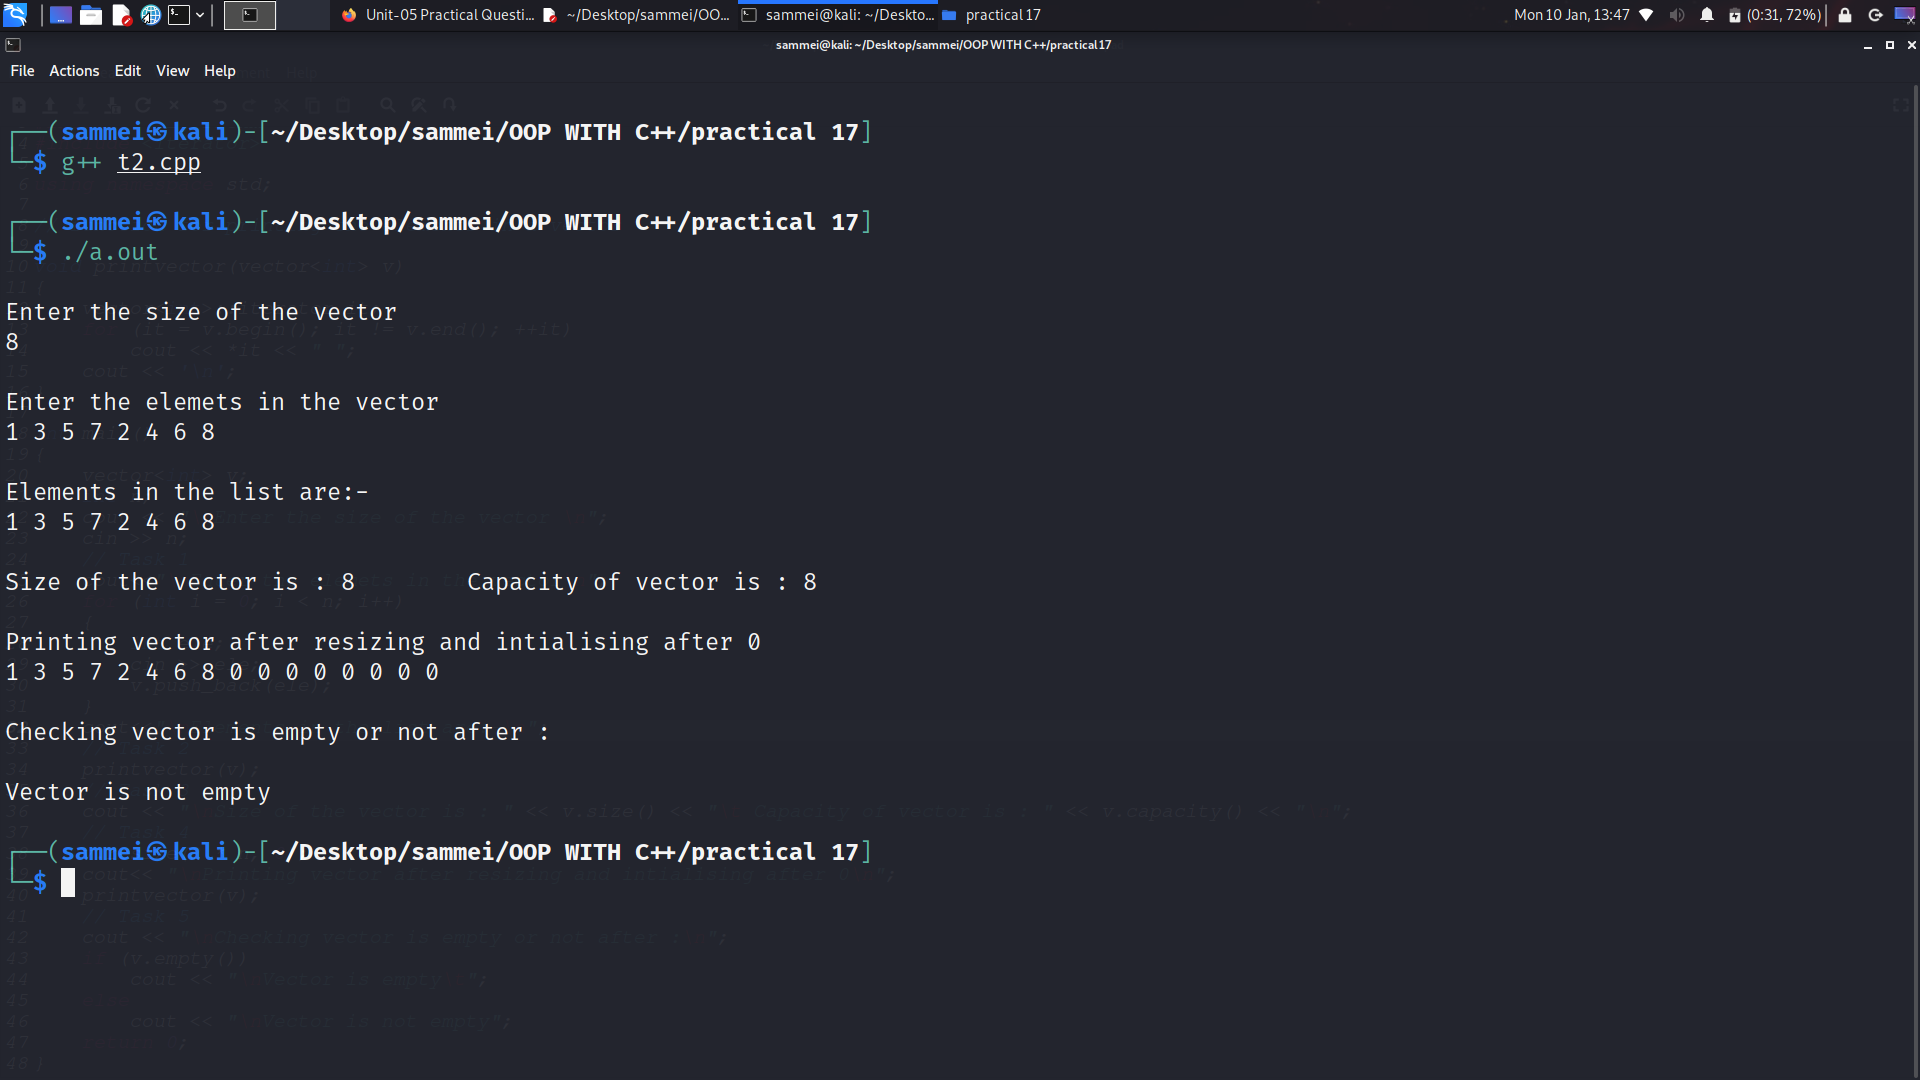 Unit-05 Practical Questi...
~/Desktop/sammei/OO...
sammei@kali: ~/Deskto...
practical 17
Mon 10 Jan, 13:47
(0:31, 72%)
sammei@kali: ~/Desktop/sammei/OOP WITH C++/practical 17
File Actions Edit View Help
┌──(sammei㉿kali)-[~/Desktop/sammei/OOP WITH C++/practical 17]
└─$ g++ t2.cpp
┌──(sammei㉿kali)-[~/Desktop/sammei/OOP WITH C++/practical 17]
└─$ ./a.out
Enter the size of the vector
8
Enter the elemets in the vector
1 3 5 7 2 4 6 8
Elements in the list are:-
1 3 5 7 2 4 6 8
Size of the vector is : 8 Capacity of vector is : 8
Printing vector after resizing and intialising after 0
1 3 5 7 2 4 6 8 0 0 0 0 0 0 0 0
Checking vector is empty or not after :
Vector is not empty
┌──(sammei㉿kali)-[~/Desktop/sammei/OOP WITH C++/practical 17]
└─$